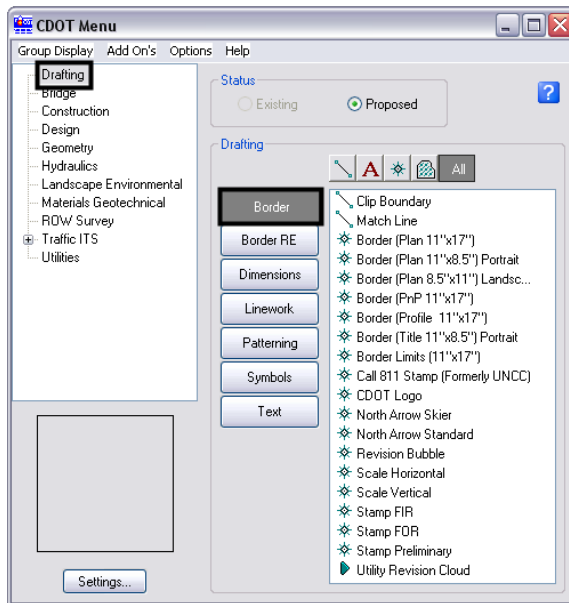 CDOT Menu
Group Display Add On's Options Help
Drafting
Bridge
Construction
Design
Geometry
Hydraulics
Landscape Environmental
Materials Geotechnical
ROW Survey
Traffic ITS
Utilities
Settings...
Status
Existing
Proposed
?
Drafting
A
All
Border
Border RE
Dimensions
Linework
Patterning
Symbols
Text
Clip Boundary
Match Line
Border (Plan 11"x17")
Border (Plan 11"x8.5") Portrait
Border (Plan 8.5"x11") Landsc...
Border (PnP 11"x17")
Border (Profile 11"x17")
Border (Title 11"x8.5") Portrait
Border Limits (11"x17")
Call 811 Stamp (Formerly UNCC)
CDOT Logo
North Arrow Skier
North Arrow Standard
Revision Bubble
Scale Horizontal
Scale Vertical
Stamp FIR
Stamp FOR
Stamp Preliminary
Utility Revision Cloud